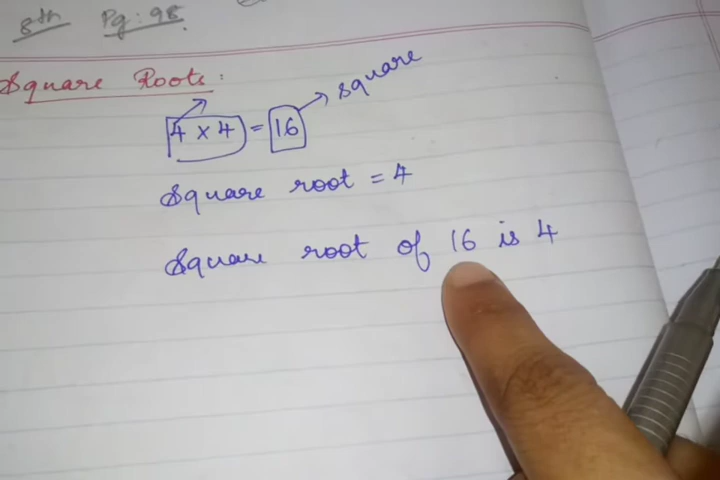 8th Pg: 98.
Square Roots:
4 x 4 = 16 → square
Square root = 4
Square root of 16 is 4